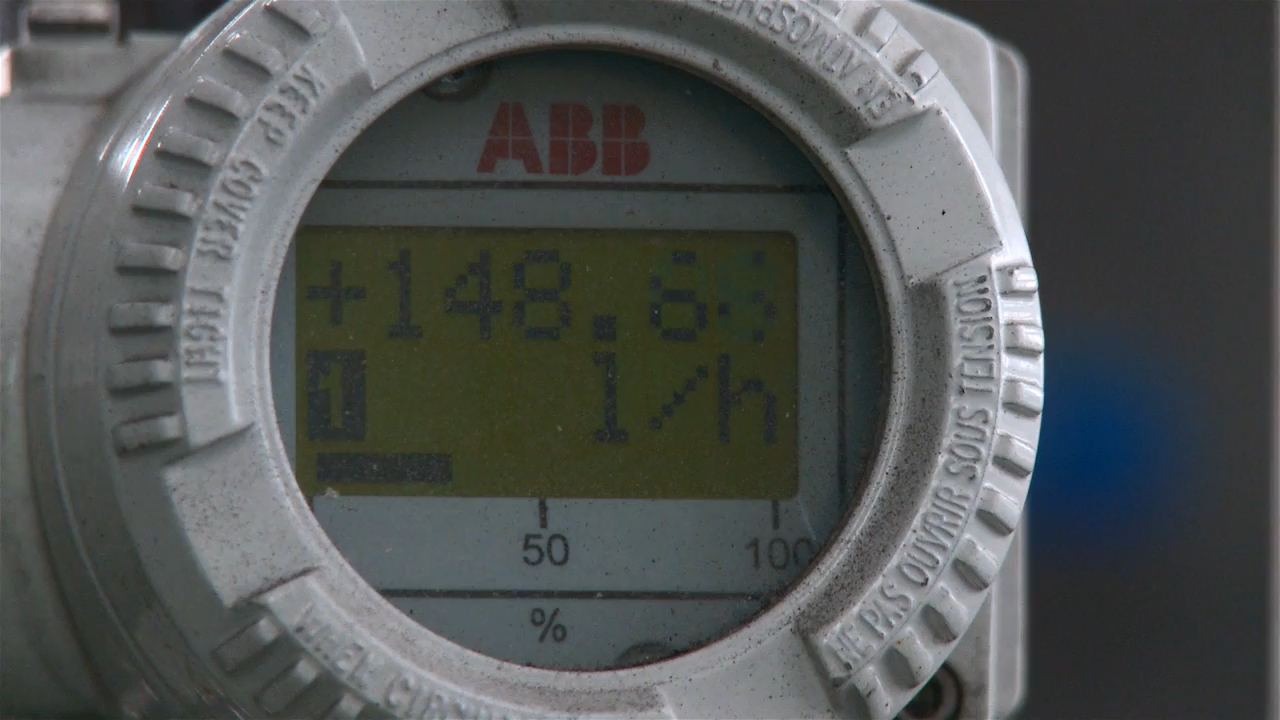 ABB
+148.6
1 l/h
50 100
%
KEEP COVER TIGHT
NE PAS OUVRIR SOUS TENSION